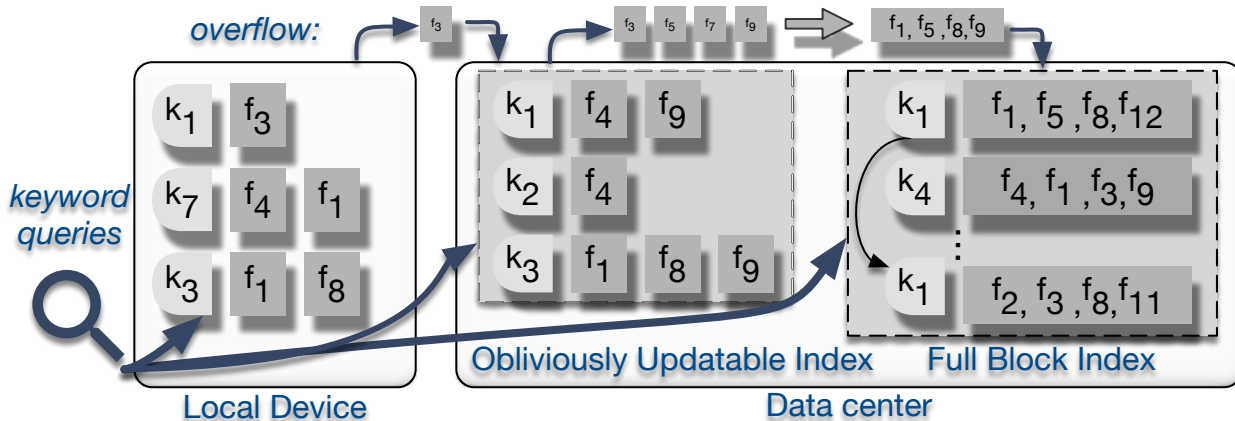 overflow:
f3
f3 f5 f7 f9
f1, f5 ,f8,f9
keyword
queries
k1 f3
k7 f4 f1
k3 f1 f8
Local Device
k1 f4 f9
k2 f4
k3 f1 f8 f9
Obliviously Updatable Index
k1 f1, f5 ,f8,f12
k4 f4, f1 ,f3,f9
⋮
k1 f2, f3 ,f8,f11
Full Block Index
Data center